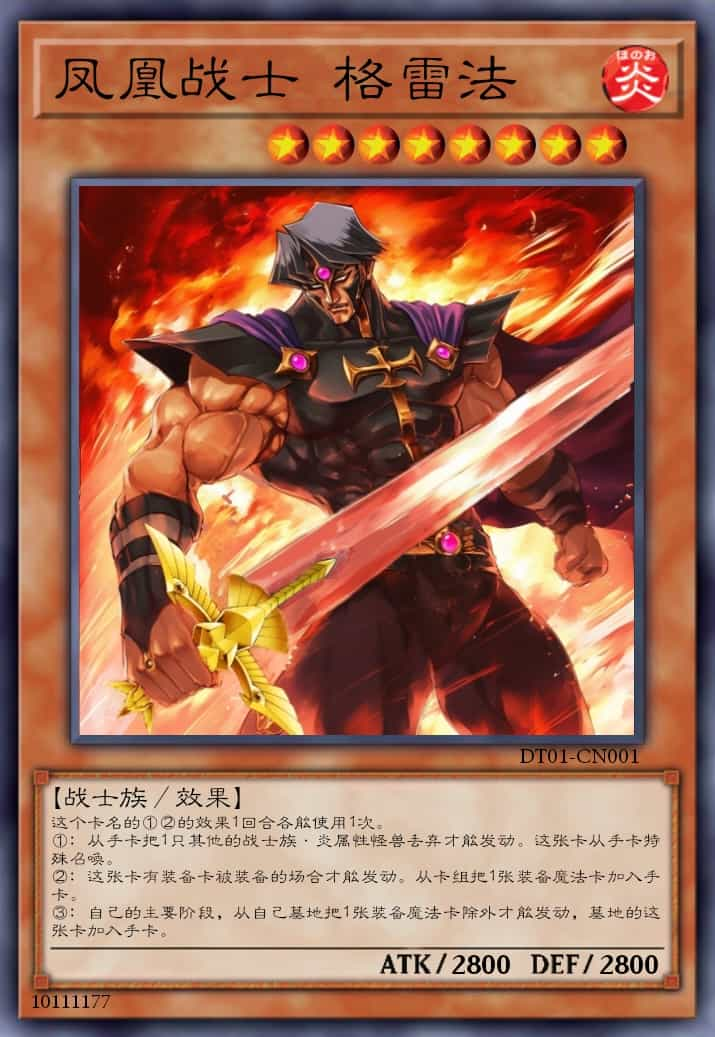 凤凰战士 格雷法
ほのお
炎
DT01-CN001
【战士族／效果】
这个卡名的①②的效果1回合各能使用1次。
①：从手卡把1只其他的战士族·炎属性怪兽丢弃才能发动。这张卡从手卡特
殊召唤。
②：这张卡有装备卡被装备的场合才能发动。从卡组把1张装备魔法卡加入手
卡。
③：自己的主要阶段，从自己墓地把1张装备魔法卡除外才能发动，墓地的这
张卡加入手卡。
ATK/2800 DEF/2800
10111177